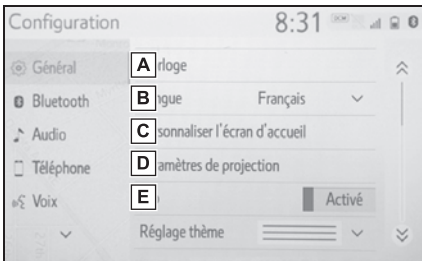 Configuration 8:31
Général
A rloge
Bluetooth
B ngue Français
Audio
C sonnaliser l'écran d'accueil
Téléphone
D amètres de projection
Voix
E Activé
Réglage thème